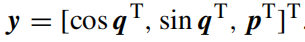 y = [cos qᵀ, sin qᵀ, pᵀ]ᵀ